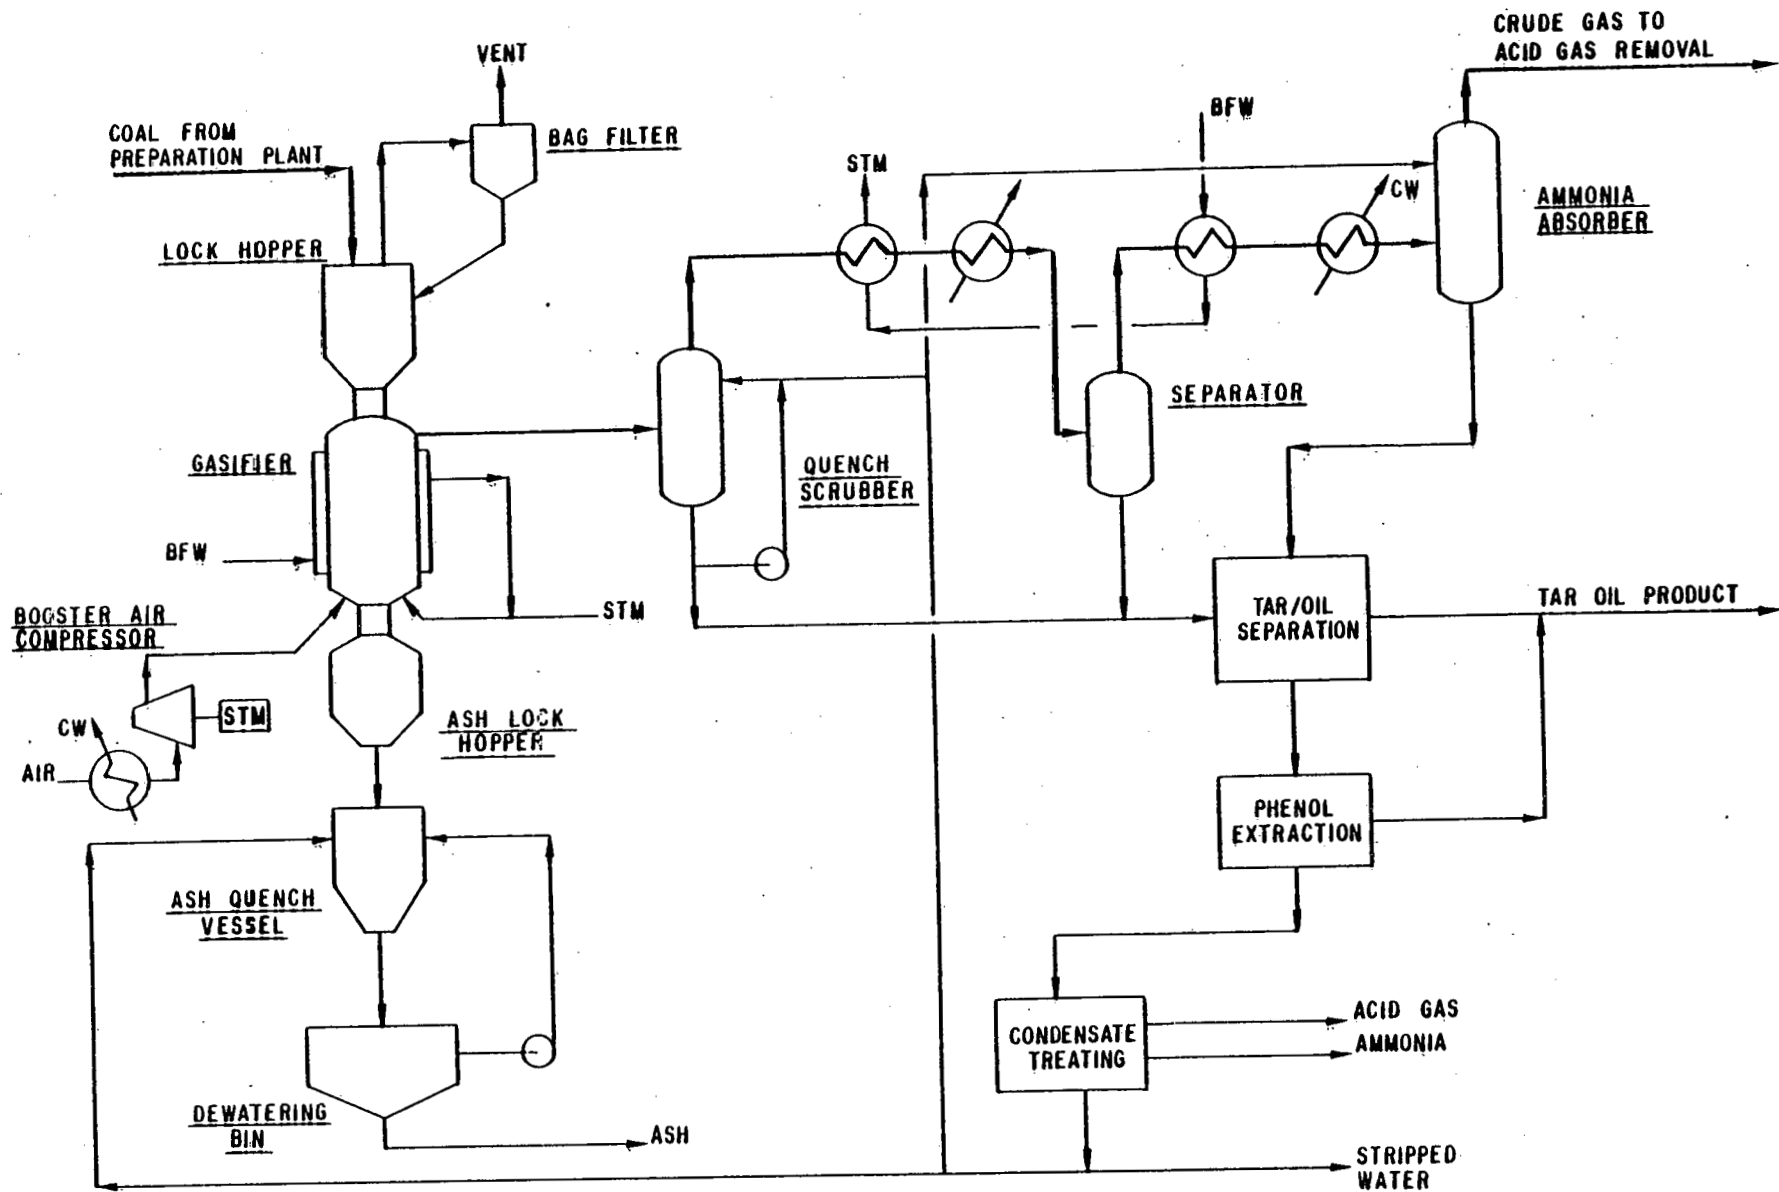 CRUDE GAS TO
ACID GAS REMOVAL
VENT
COAL FROM
PREPARATION PLANT
BAG FILTER
BFW
STM
CW
AMMONIA
ABSORBER
LOCK HOPPER
SEPARATOR
GASIFIER
QUENCH
SCRUBBER
BFW
STM
BOOSTER AIR
COMPRESSOR
TAR/OIL
SEPARATION
TAR OIL PRODUCT
STM
CW
AIR
ASH LOCK
HOPPER
PHENOL
EXTRACTION
ASH QUENCH
VESSEL
CONDENSATE
TREATING
ACID GAS
AMMONIA
DEWATERING
BIN
ASH
STRIPPED
WATER